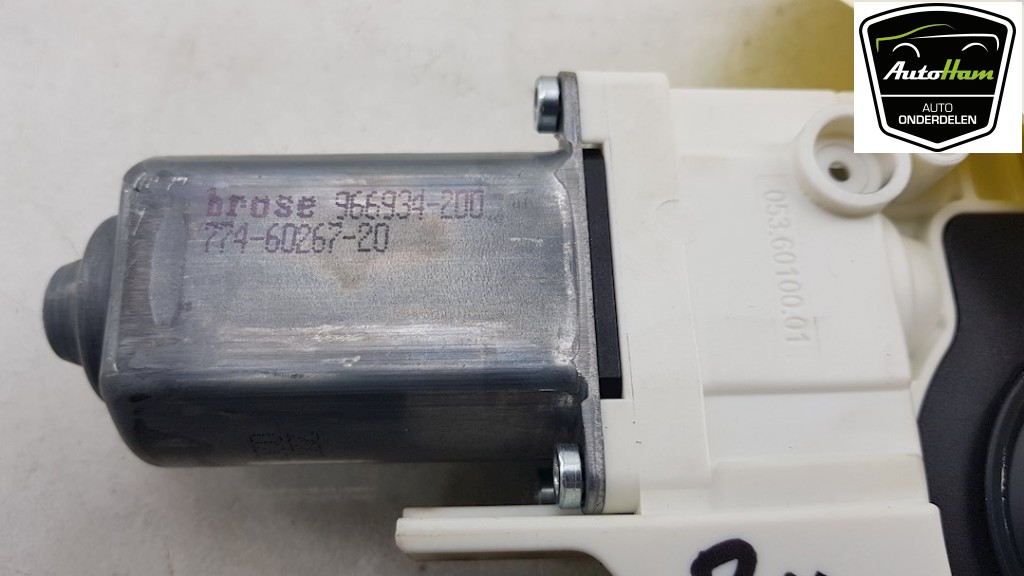 brose 966934-200
774-60267-20
053.60100.01
AutoHam
AUTO
ONDERDELEN